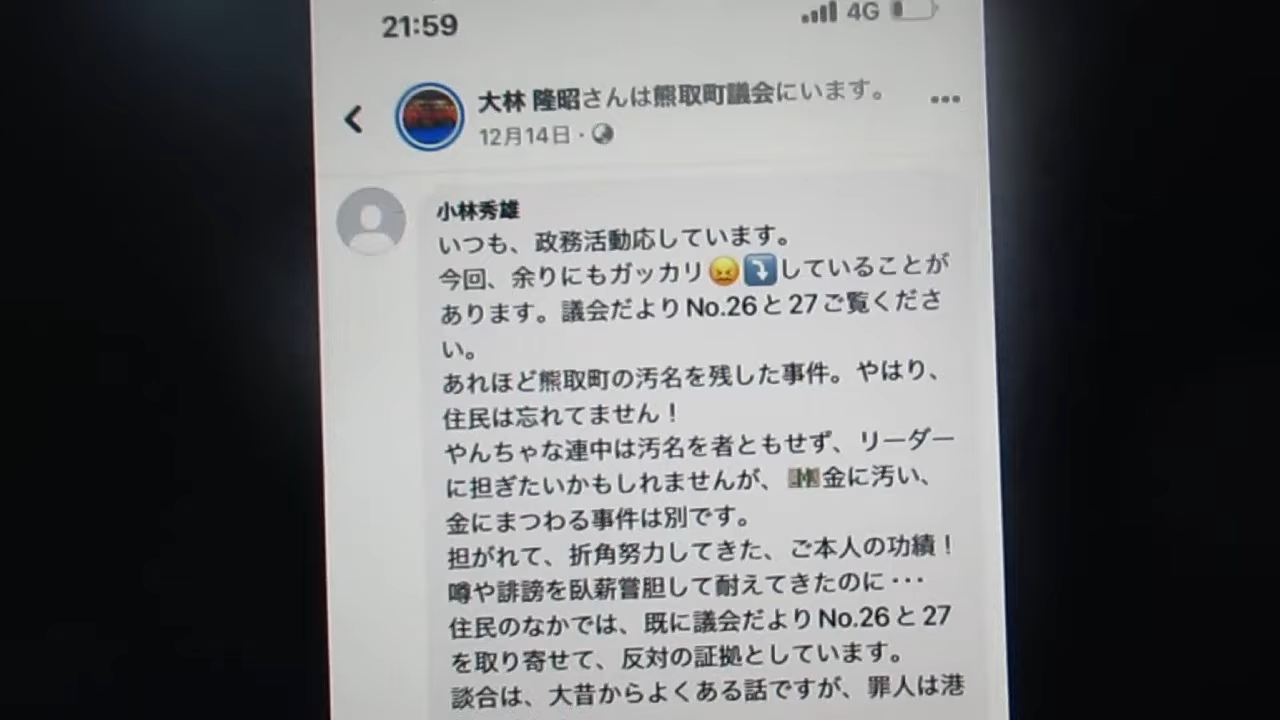 21:59
4G
大林 隆昭さんは熊取町議会にいます。
12月14日
小林秀雄
いつも、政務活動応しています。
今回、余りにもガッカリ😖⤵️していることが
あります。議会だよりNo.26と27ご覧くださ
い。
あれほど熊取町の汚名を残した事件。やはり、
住民は忘れてません！
やんちゃな連中は汚名を者ともせず、リーダー
に担ぎたいかもしれませんが、金に汚い、
金にまつわる事件は別です。
担がれて、折角努力してきた、ご本人の功績！
噂や誹謗を臥薪嘗胆して耐えてきたのに･･･
住民のなかでは、既に議会だよりNo.26と27
を取り寄せて、反対の証拠としています。
談合は、大昔からよくある話ですが、罪人は港